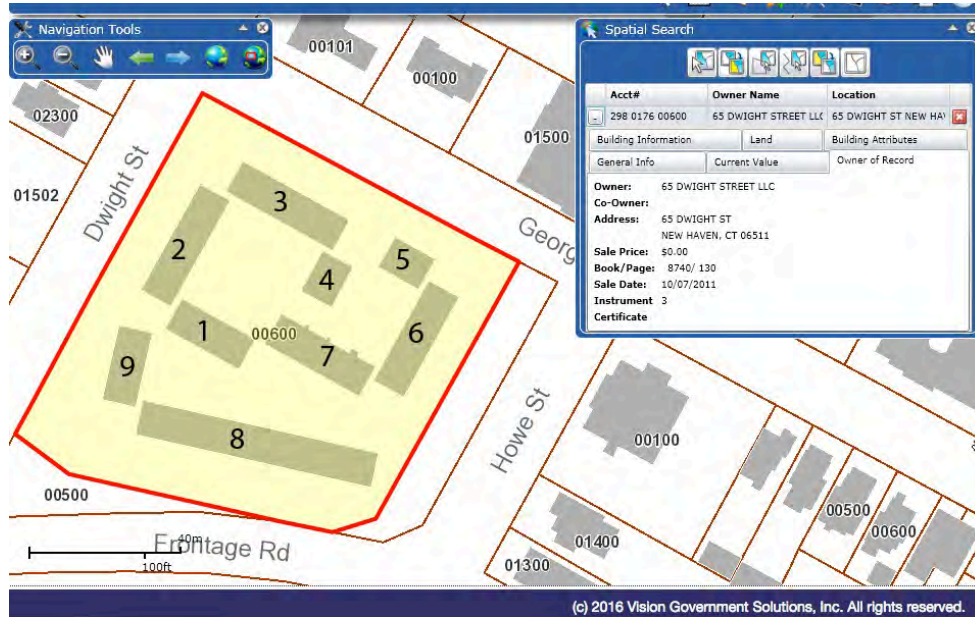 Navigation Tools
Spatial Search
Acct# Owner Name Location
298 0176 00600 65 DWIGHT STREET LLC 65 DWIGHT ST NEW HAV
Building Information Land Building Attributes
General Info Current Value Owner of Record
Owner: 65 DWIGHT STREET LLC
Co-Owner:
Address: 65 DWIGHT ST
NEW HAVEN, CT 06511
Sale Price: $0.00
Book/Page: 8740/ 130
Sale Date: 10/07/2011
Instrument 3
Certificate
00101
00100
02300
01500
01502
Dwight St
Georg
3
2
5
4
1
00600
7
6
9
8
Howe St
00100
00500
00500
00600
01400
01300
Frontage Rd
40m
100ft
(c) 2016 Vision Government Solutions, Inc. All rights reserved.